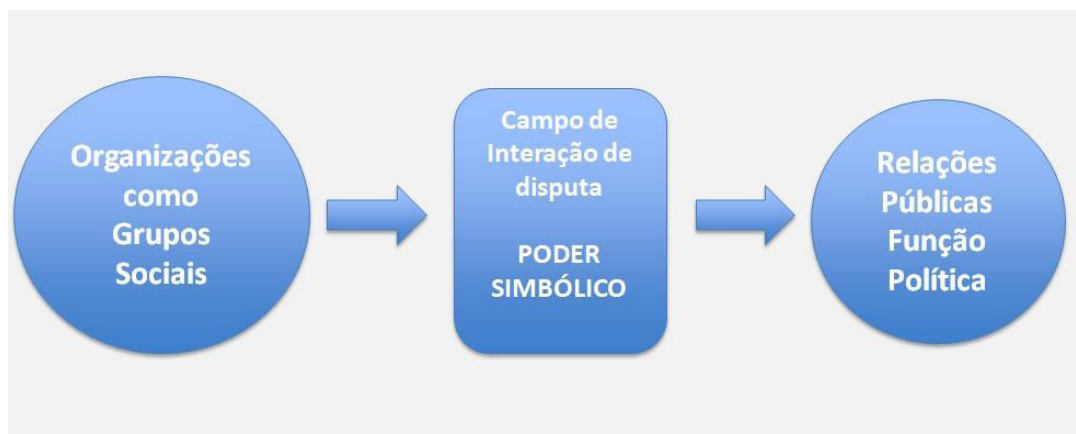 Organizações
como
Grupos
Sociais
Campo de
Interação de
disputa
PODER
SIMBÓLICO
Relações
Públicas
Função
Política